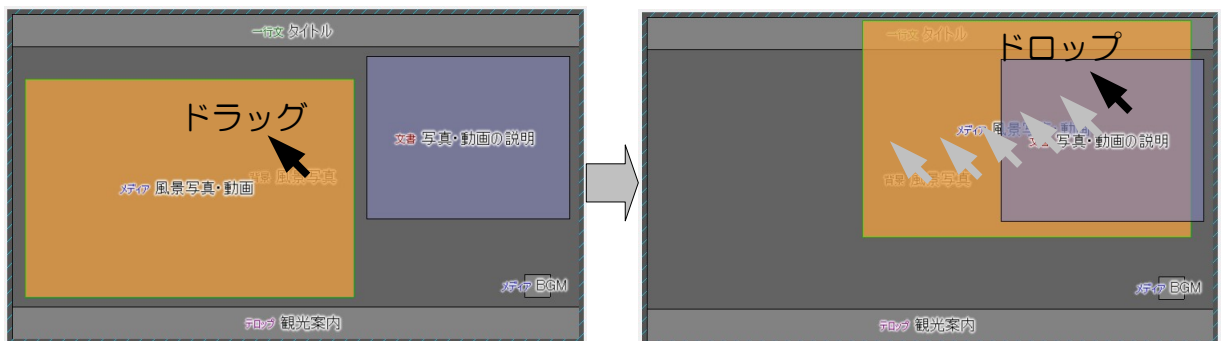 一行文 タイトル
ドラッグ
文書 写真・動画の説明
背景 風景写真
メディア 風景写真・動画
メディア BGM
テロップ 観光案内
一行文 タイトル
ドロップ
メディア 風景写真・動画
文書 写真・動画の説明
背景 風景写真
メディア BGM
テロップ 観光案内